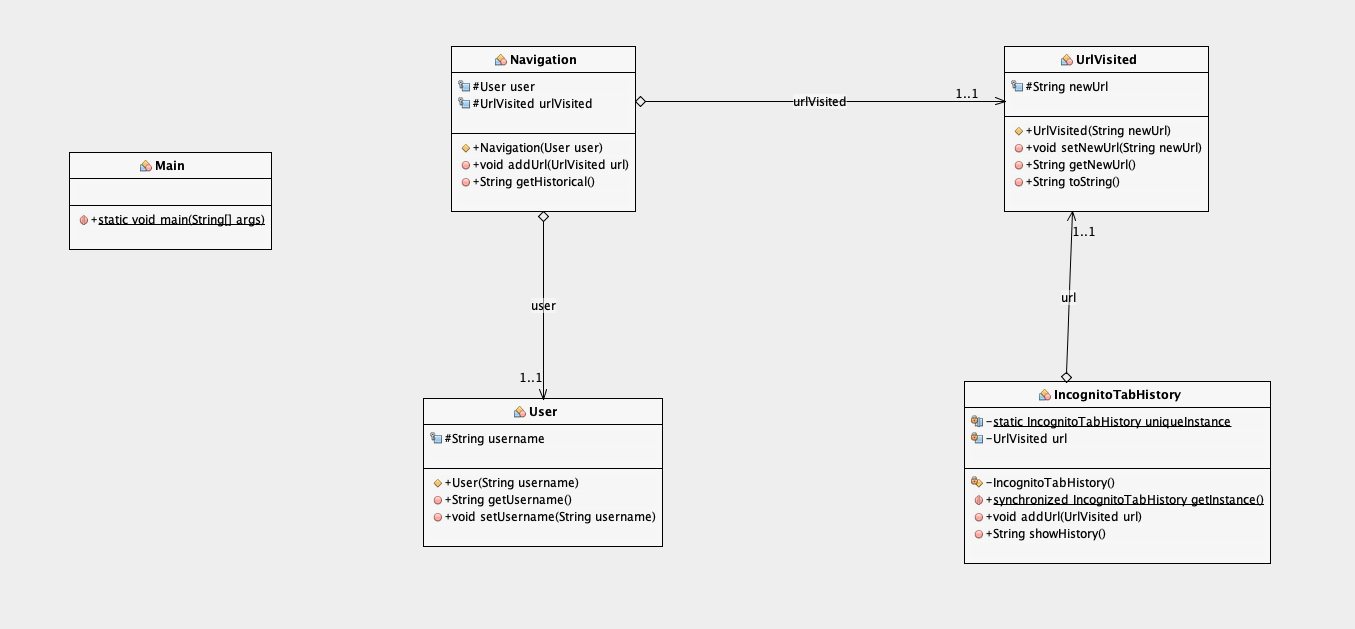 Main
+static void main(String[] args)
Navigation
#User user
#UrlVisited urlVisited
+Navigation(User user)
+void addUrl(UrlVisited url)
+String getHistorical()
urlVisited
1..1
UrlVisited
#String newUrl
+UrlVisited(String newUrl)
+void setNewUrl(String newUrl)
+String getNewUrl()
+String toString()
user
1..1
User
#String username
+User(String username)
+String getUsername()
+void setUsername(String username)
1..1
url
IncognitoTabHistory
-static IncognitoTabHistory uniqueInstance
-UrlVisited url
-IncognitoTabHistory()
+synchronized IncognitoTabHistory getInstance()
+void addUrl(UrlVisited url)
+String showHistory()